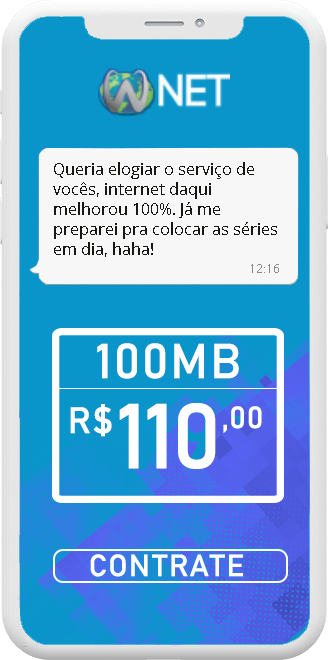 W NET
Queria elogiar o serviço de
vocês, internet daqui
melhorou 100%. Já me
preparei pra colocar as séries
em dia, haha!
12:16
100MB
R$110,00
CONTRATE